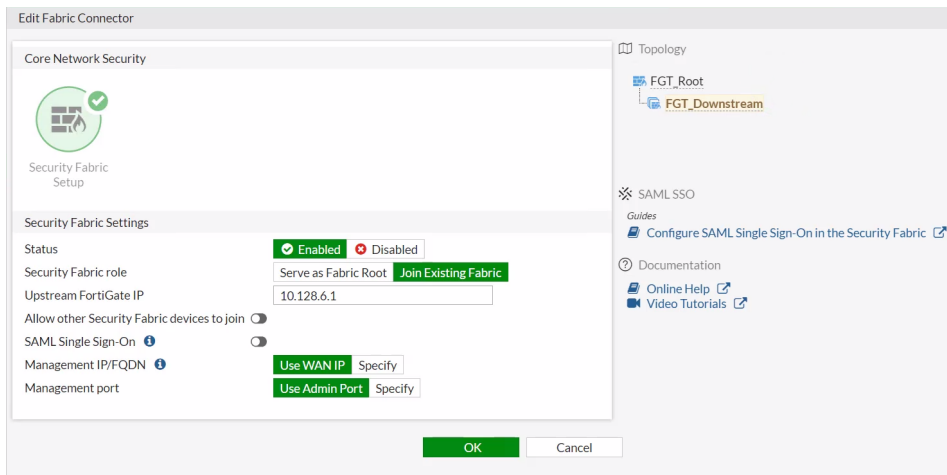 Edit Fabric Connector
Core Network Security
Security Fabric
Setup
Security Fabric Settings
Status Enabled Disabled
Security Fabric role Serve as Fabric Root Join Existing Fabric
Upstream FortiGate IP 10.128.6.1
Allow other Security Fabric devices to join
SAML Single Sign-On
Management IP/FQDN Use WAN IP Specify
Management port Use Admin Port Specify
OK Cancel
Topology
FGT_Root
FGT_Downstream
SAML SSO
Guides
Configure SAML Single Sign-On in the Security Fabric
Documentation
Online Help
Video Tutorials